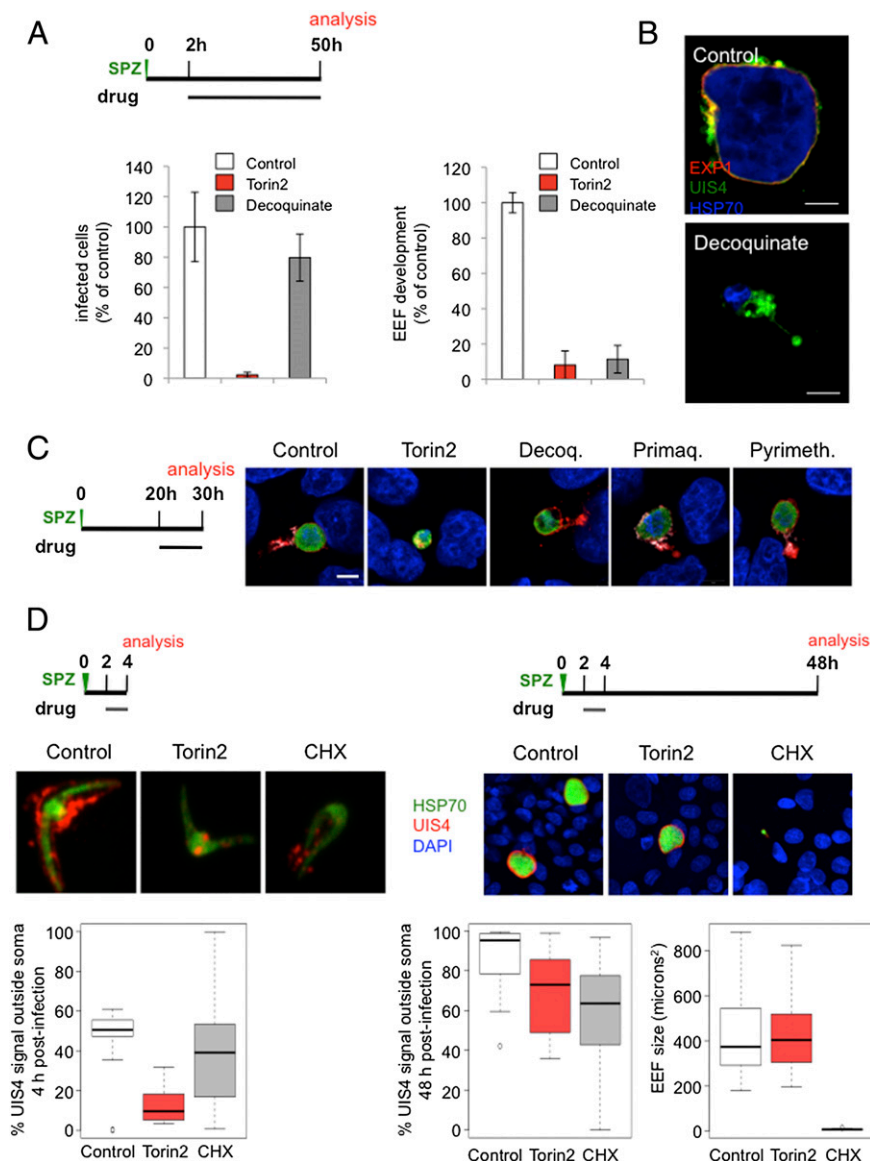 A
analysis
0 2h 50h
SPZ
drug
infected cells
(% of control)
140
120
100
80
60
40
20
0
Control
Torin2
Decoquinate
EEF development
(% of control)
120
100
80
60
40
20
0
Control
Torin2
Decoquinate
B
Control
EXP1
UIS4
HSP70
Decoquinate
C
analysis
0 20h 30h
SPZ
drug
Control Torin2 Decoq. Primaq. Pyrimeth.
D
analysis
0 2 4
SPZ
drug
Control Torin2 CHX
% UIS4 signal outside soma
4 h post-infection
100
80
60
40
20
0
Control Torin2 CHX
analysis
0 2 4 48h
SPZ
drug
Control Torin2 CHX
HSP70
UIS4
DAPI
% UIS4 signal outside soma
48 h post-infection
100
80
60
40
20
0
Control Torin2 CHX
EEF size (microns²)
800
600
400
200
0
Control Torin2 CHX